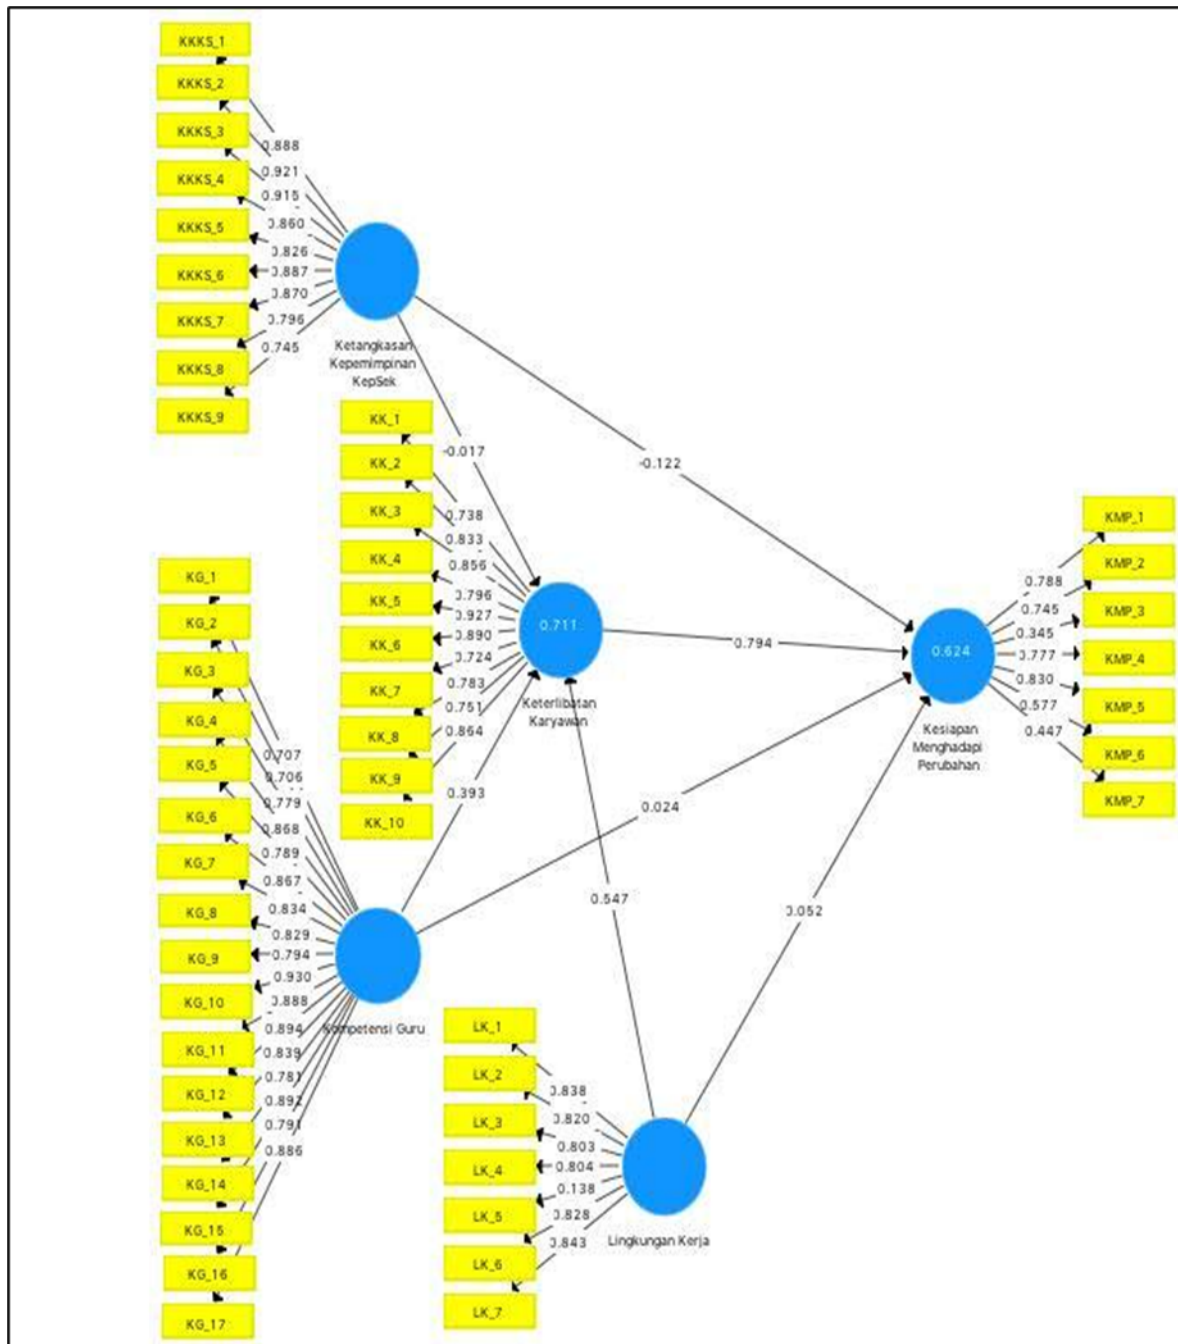 KKKS_1
KKKS_2
KKKS_3
KKKS_4
KKKS_5
KKKS_6
KKKS_7
KKKS_8
KKKS_9
0.888
0.921
0.915
0.860
0.826
0.887
0.870
0.796
0.745
Ketangkasan
Kepemimpinan
KepSek
-0.017
-0.122
KK_1
KK_2
KK_3
KK_4
KK_5
KK_6
KK_7
KK_8
KK_9
KK_10
0.738
0.833
0.856
0.796
0.927
0.890
0.724
0.783
0.751
0.864
0.711
Keterlibatan
Karyawan
0.794
0.393
0.024
0.547
0.052
0.624
Kesiapan
Menghadapi
Perubahan
KMP_1
KMP_2
KMP_3
KMP_4
KMP_5
KMP_6
KMP_7
0.788
0.745
0.345
0.777
0.830
0.577
0.447
KG_1
KG_2
KG_3
KG_4
KG_5
KG_6
KG_7
KG_8
KG_9
KG_10
KG_11
KG_12
KG_13
KG_14
KG_15
KG_16
KG_17
0.707
0.706
0.779
0.868
0.789
0.867
0.834
0.829
0.794
0.930
0.888
0.894
0.839
0.781
0.892
0.791
0.886
Kompetensi Guru
LK_1
LK_2
LK_3
LK_4
LK_5
LK_6
LK_7
0.838
0.820
0.803
0.804
0.138
0.828
0.843
Lingkungan Kerja